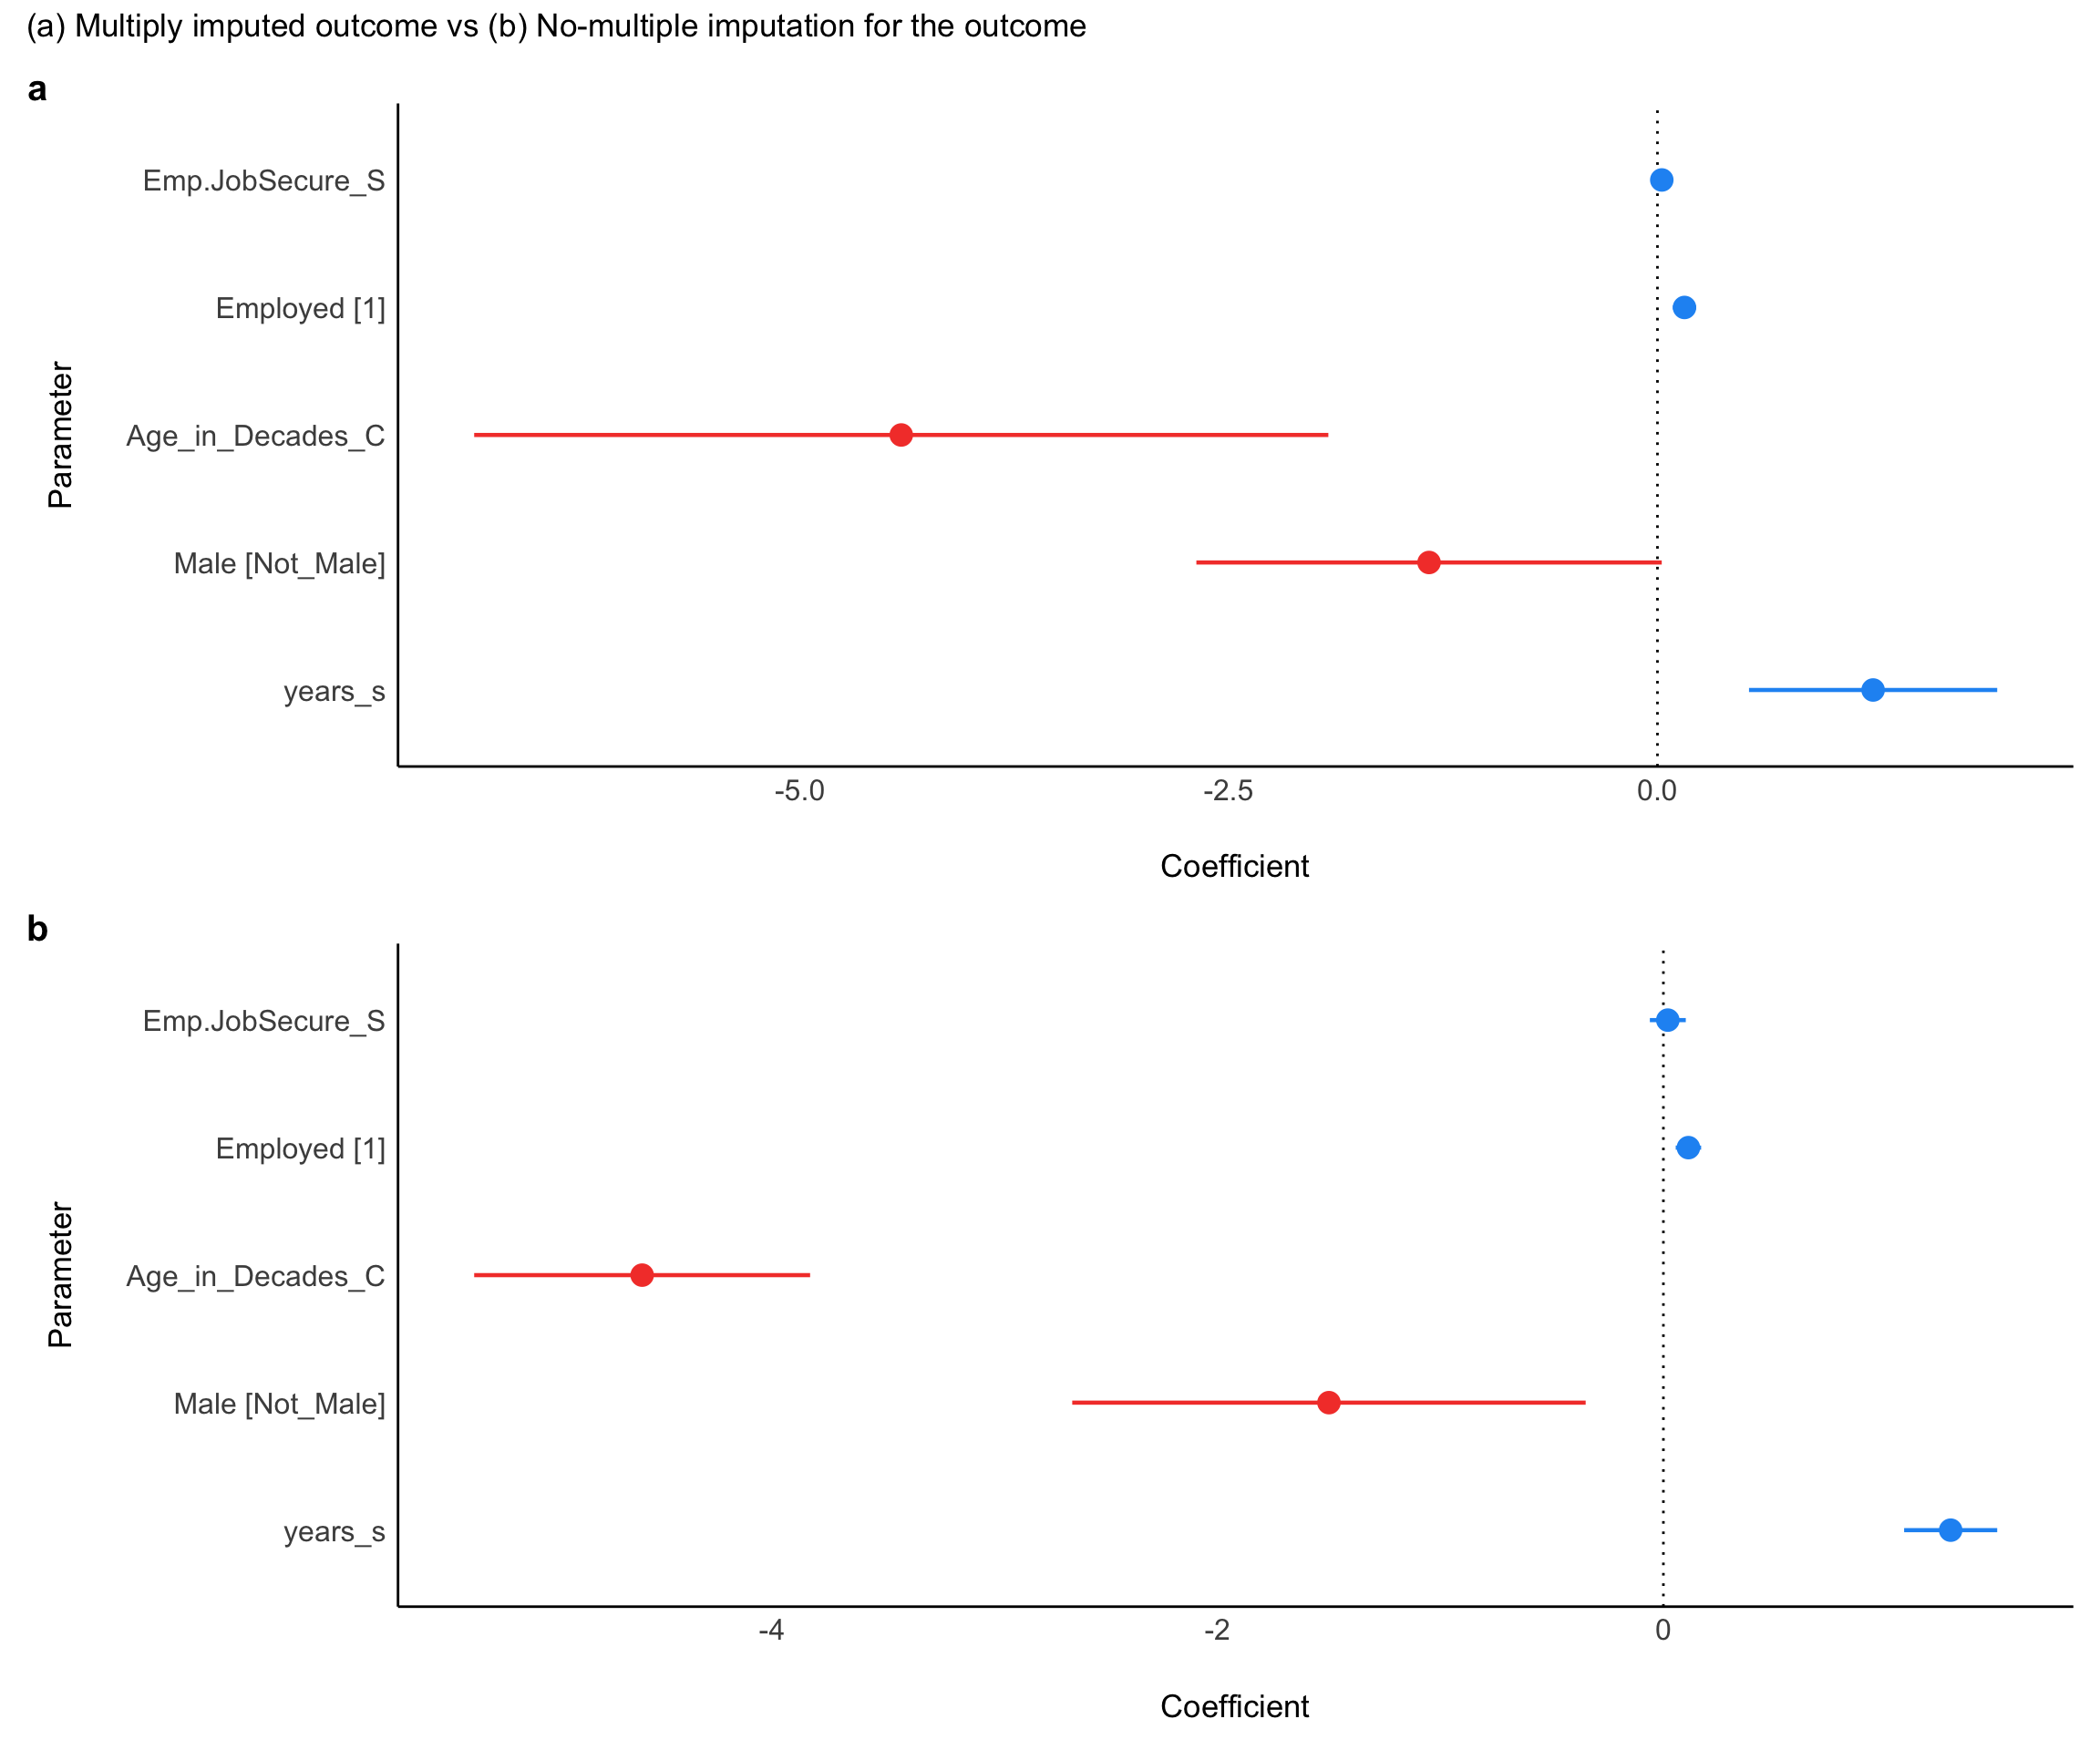 (a) Multiply imputed outcome vs (b) No-multiple imputation for the outcome
a
Emp.JobSecure_S
Employed [1]
Age_in_Decades_C
Male [Not_Male]
years_s
Parameter
-5.0 -2.5 0.0
Coefficient
b
Emp.JobSecure_S
Employed [1]
Age_in_Decades_C
Male [Not_Male]
years_s
Parameter
-4 -2 0
Coefficient